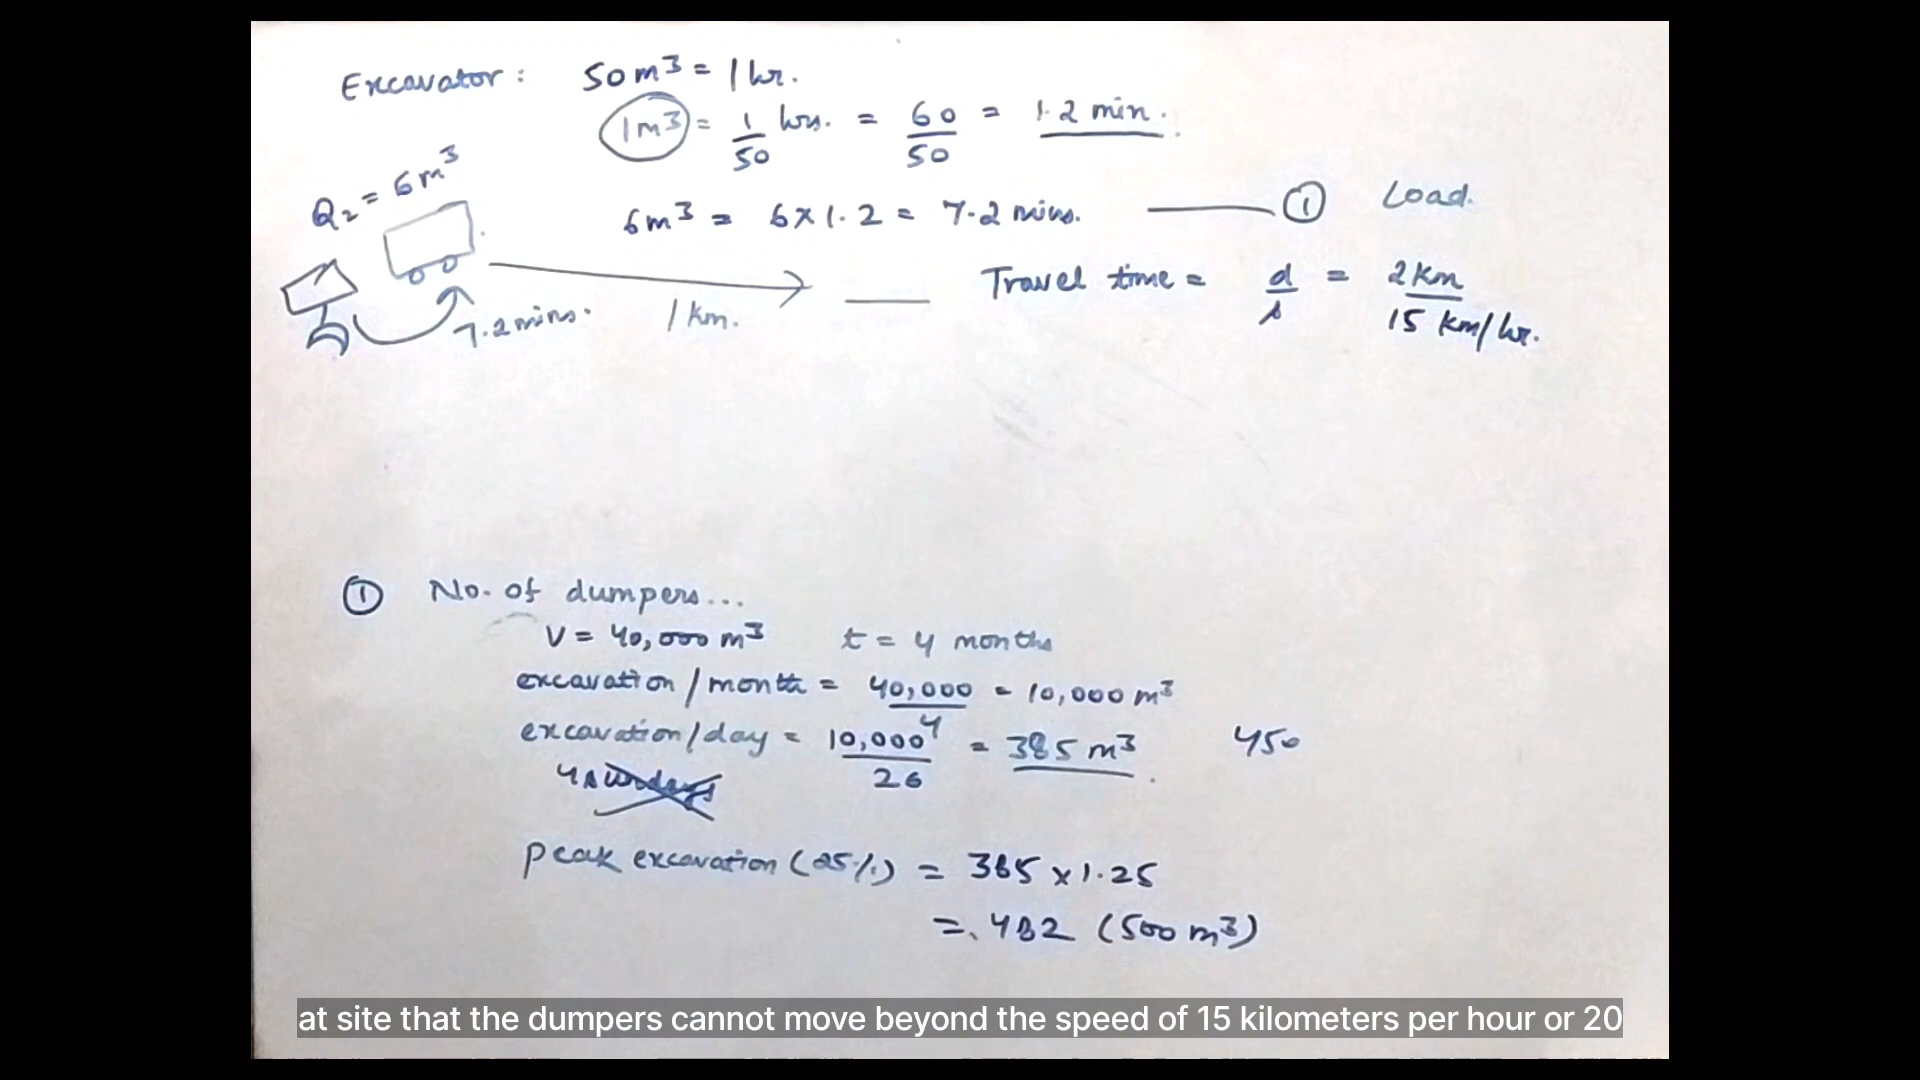 Excavator : 50 m³ = 1 hr.
1m³ = 1/50 hrs. = 60/50 = 1.2 min.
Q₂ = 6m³
6m³ = 6 x 1.2 = 7.2 mins. ① Load.
7.2 mins. 1 km. Travel time = d/s = 2 km / 15 km/hr.
① No. of dumpers...
V = 40,000 m³ t = 4 months
excavation / month = 40,000/4 = 10,000 m³
excavation / day = 10,000/26 = 385 m³ 450
peak excavation (25%) = 385 x 1.25
= 482 (500 m³)
at site that the dumpers cannot move beyond the speed of 15 kilometers per hour or 20